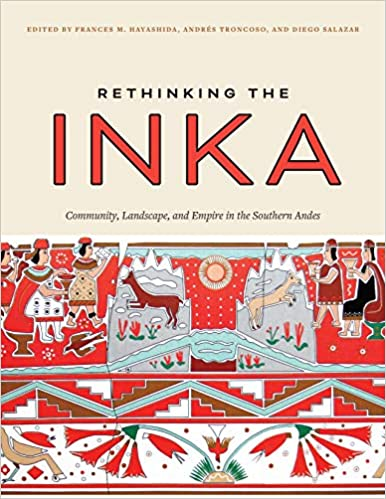 EDITED BY FRANCES M. HAYASHIDA, ANDRÉS TRONCOSO, AND DIEGO SALAZAR
RETHINKING THE
INKA
Community, Landscape, and Empire in the Southern Andes